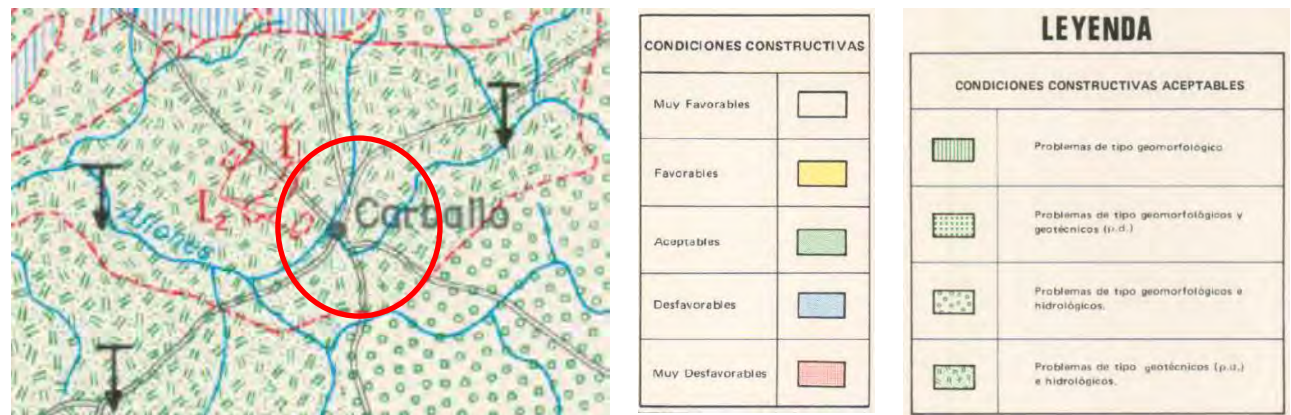 I₁
I₂
Carballo
Allones
CONDICIONES CONSTRUCTIVAS
Muy Favorables
Favorables
Aceptables
Desfavorables
Muy Desfavorables
LEYENDA
CONDICIONES CONSTRUCTIVAS ACEPTABLES
Problemas de tipo geomorfológico
Problemas de tipo geomorfológicos y
geotécnicos (p.d.)
Problemas de tipo geomorfológicos e
hidrológicos.
Problemas de tipo geotécnicos (p.d.)
e hidrológicos.